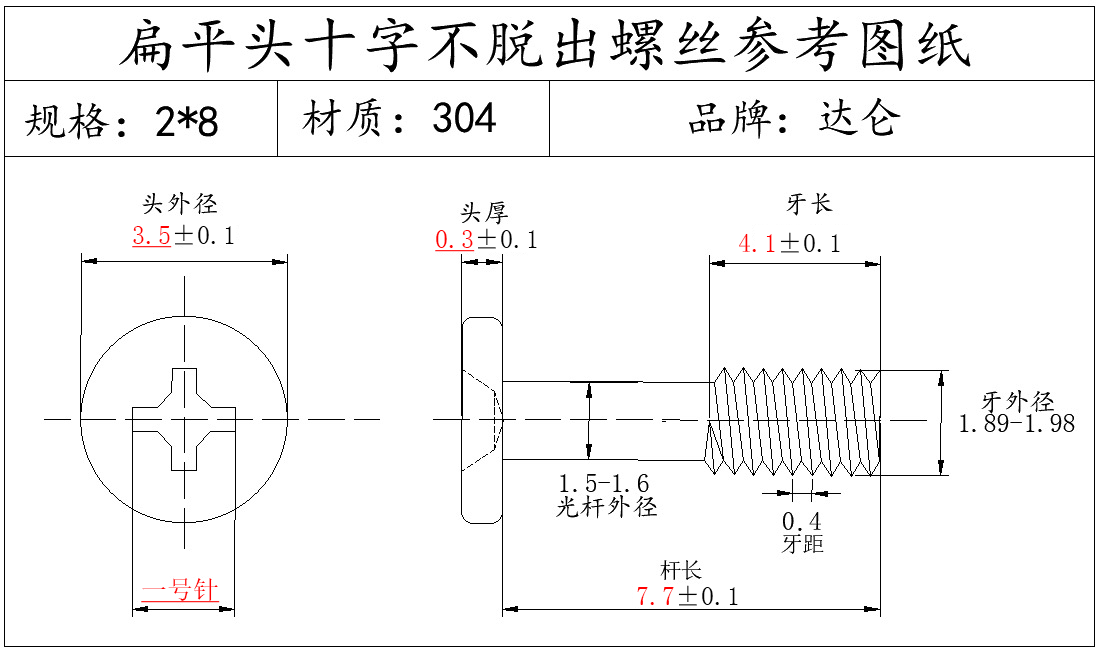 扁平头十字不脱出螺丝参考图纸
规格：2*8
材质：304
品牌：达仑
头外径
3.5±0.1
头厚
0.3±0.1
牙长
4.1±0.1
牙外径
1.89-1.98
1.5-1.6
光杆外径
0.4
牙距
一号针
杆长
7.7±0.1